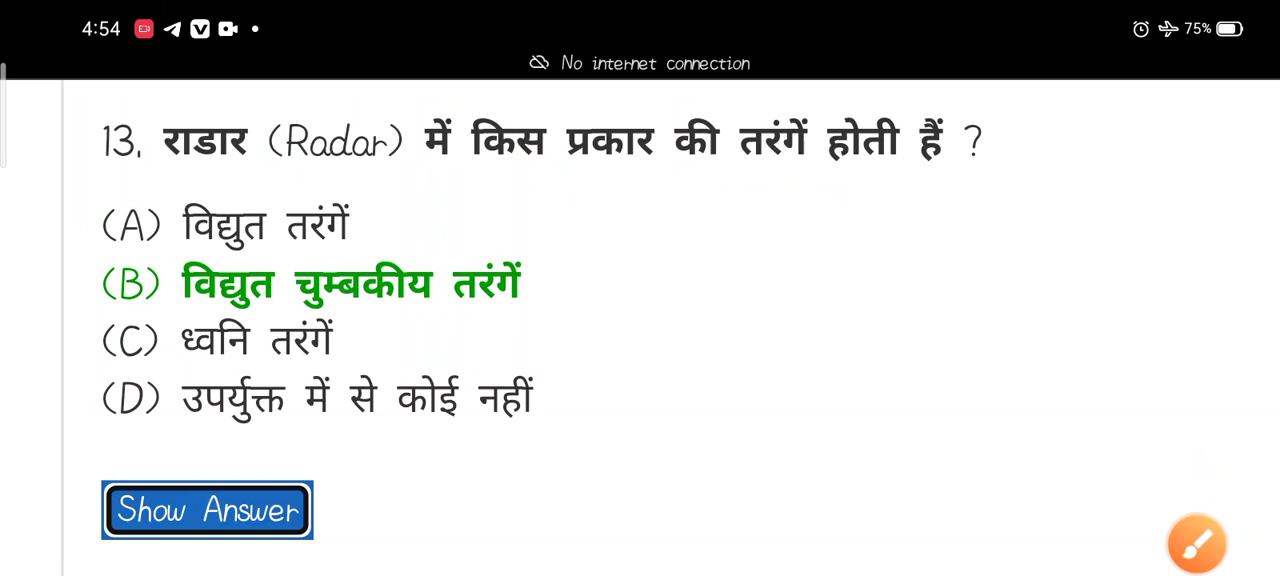 4:54
75%
No internet connection
13. राडार (Radar) में किस प्रकार की तरंगें होती हैं ?
(A) विद्युत तरंगें
(B) विद्युत चुम्बकीय तरंगें
(C) ध्वनि तरंगें
(D) उपर्युक्त में से कोई नहीं
Show Answer